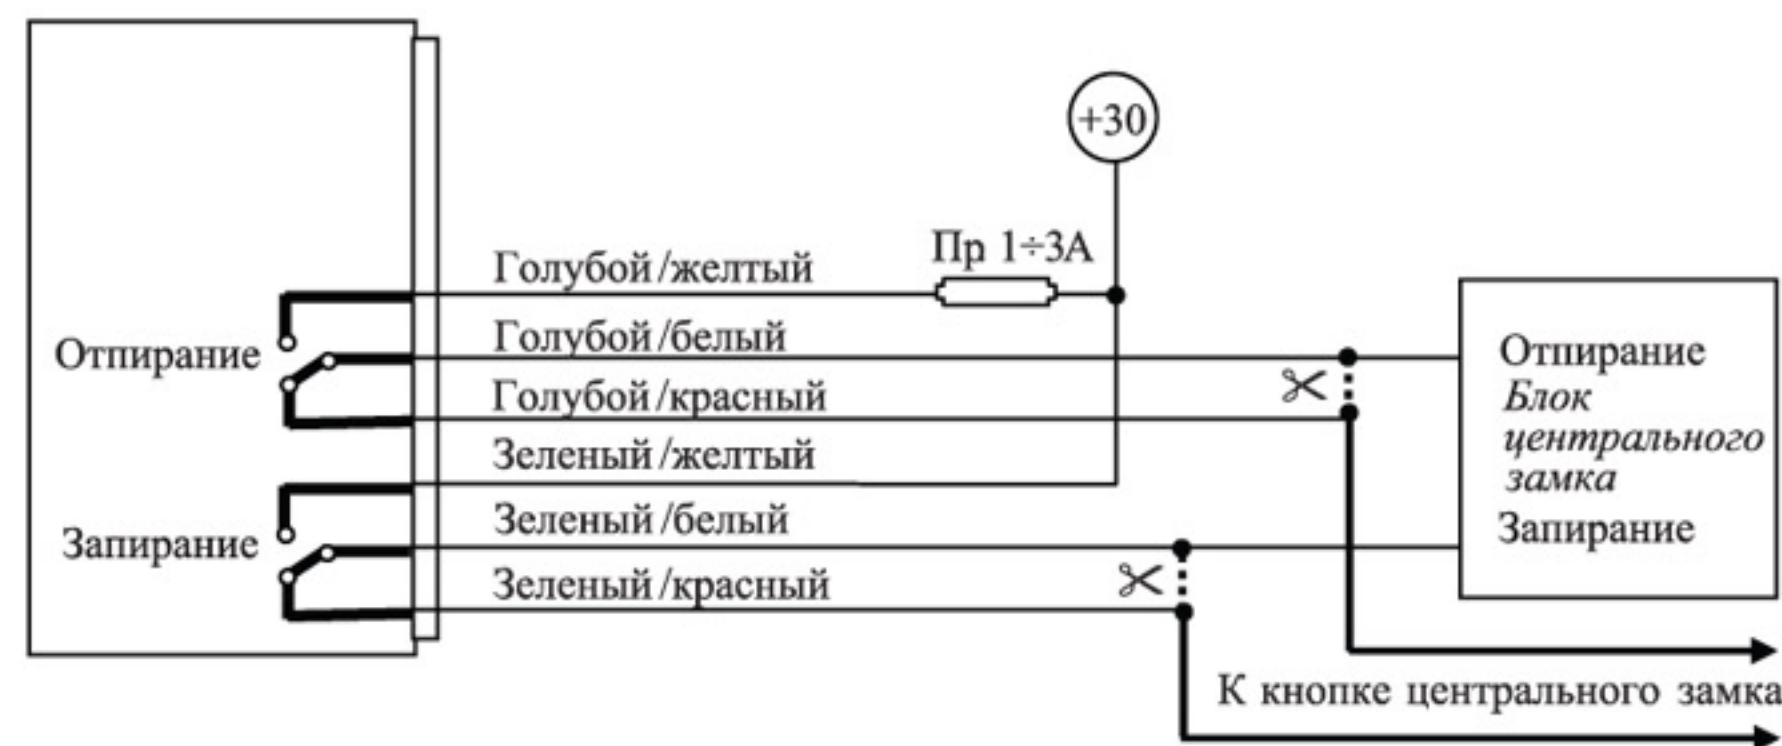 +30
Пр 1÷3А
Голубой/желтый
Голубой/белый
Голубой/красный
Зеленый/желтый
Зеленый/белый
Зеленый/красный
Отпирание
Запирание
Отпирание
Блок
центрального
замка
Запирание
К кнопке центрального замка